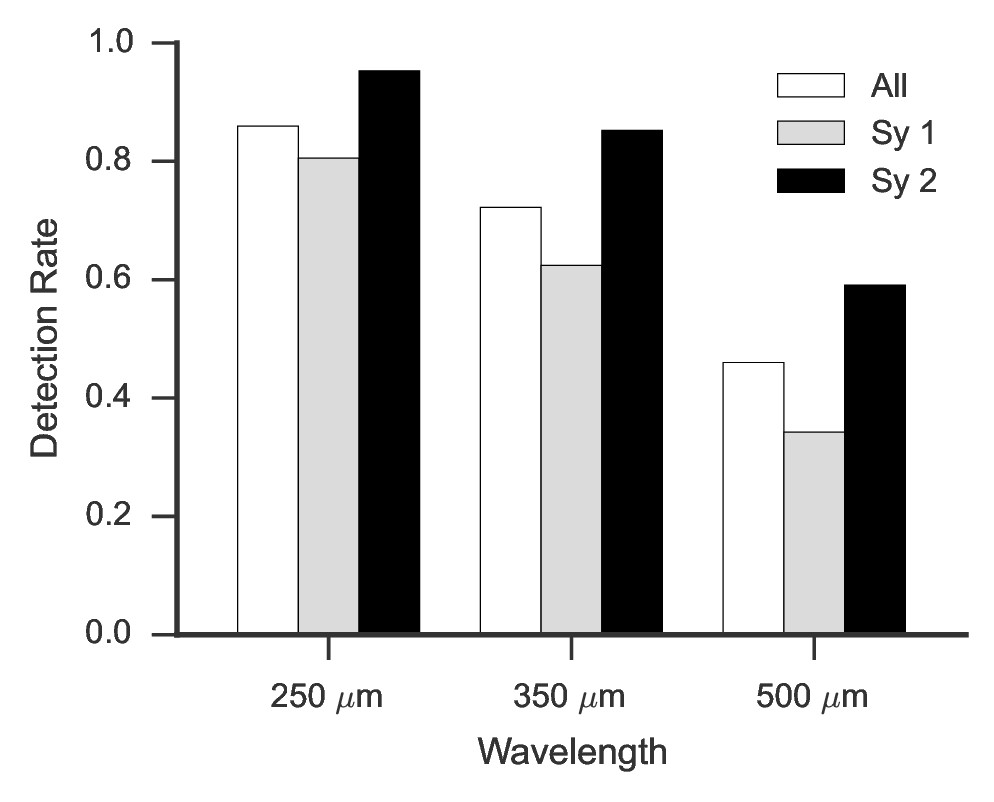 1.0
0.8
0.6
0.4
0.2
0.0
Detection Rate
All
Sy 1
Sy 2
250 μm
350 μm
500 μm
Wavelength